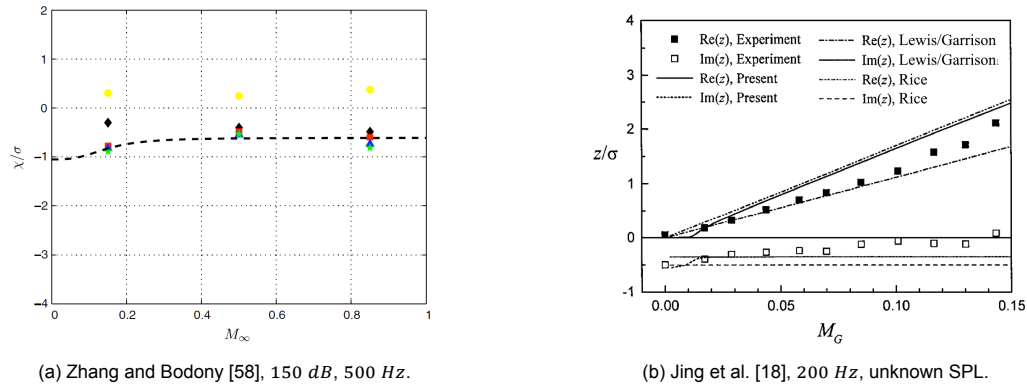 2
1
0
−1
−2
−3
−4
χ/σ
0 0.2 0.4 0.6 0.8 1
M∞
(a) Zhang and Bodony [58], 150 dB, 500 Hz.
4
3
2
1
0
-1
z/σ
Re(z), Experiment
Im(z), Experiment
Re(z), Present
Im(z), Present
Re(z), Lewis/Garrison
Im(z), Lewis/Garrison
Re(z), Rice
Im(z), Rice
0.00 0.05 0.10 0.15
M_G
(b) Jing et al. [18], 200 Hz, unknown SPL.